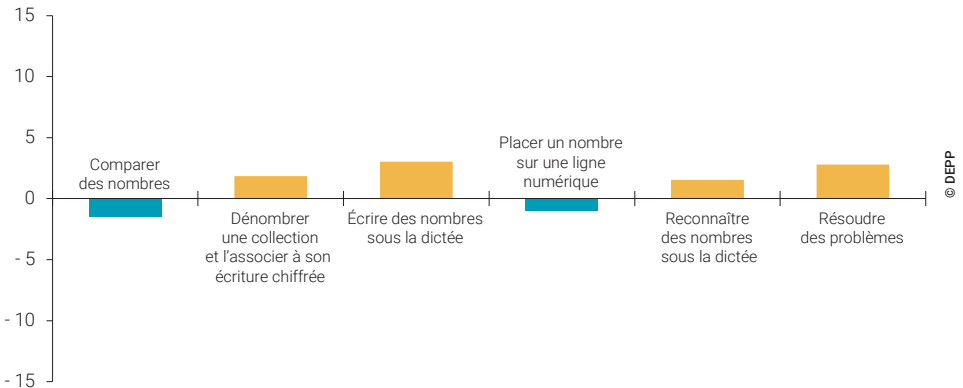 15
10
5
0
- 5
- 10
- 15
Comparer
des nombres
Dénombrer
une collection
et l’associer à son
écriture chiffrée
Écrire des nombres
sous la dictée
Placer un nombre
sur une ligne
numérique
Reconnaître
des nombres
sous la dictée
Résoudre
des problèmes
© DEPP